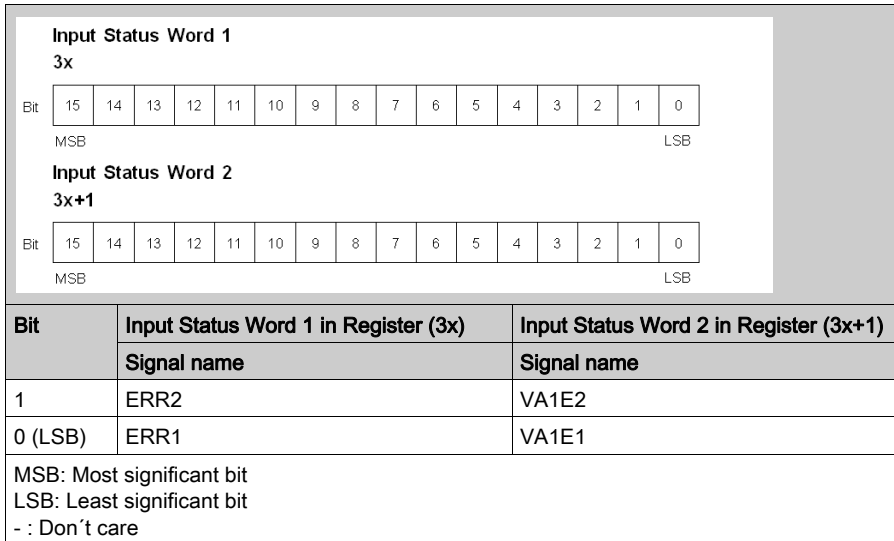 Input Status Word 1
3x
Bit 15 14 13 12 11 10 9 8 7 6 5 4 3 2 1 0
MSB LSB
Input Status Word 2
3x+1
Bit 15 14 13 12 11 10 9 8 7 6 5 4 3 2 1 0
MSB LSB
Bit Input Status Word 1 in Register (3x) Input Status Word 2 in Register (3x+1)
Signal name Signal name
1 ERR2 VA1E2
0 (LSB) ERR1 VA1E1
MSB: Most significant bit
LSB: Least significant bit
- : Don´t care